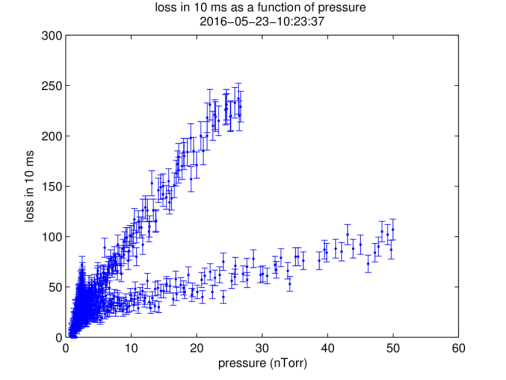 loss in 10 ms as a function of pressure
2016−05−23−10:23:37
300
250
200
150
100
50
0
loss in 10 ms
0 10 20 30 40 50 60
pressure (nTorr)